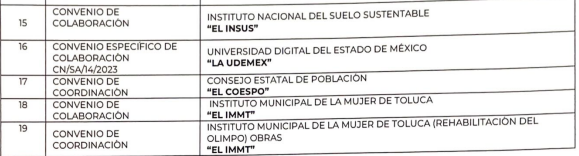 15
CONVENIO DE
COLABORACIÓN
INSTITUTO NACIONAL DEL SUELO SUSTENTABLE
"EL INSUS"
16
CONVENIO ESPECÍFICO DE
COLABORACIÓN
CN/SA/14/2023
UNIVERSIDAD DIGITAL DEL ESTADO DE MÉXICO
"LA UDEMEX"
17
CONVENIO DE
COORDINACIÓN
CONSEJO ESTATAL DE POBLACIÓN
"EL COESPO"
18
CONVENIO DE
COLABORACIÓN
INSTITUTO MUNICIPAL DE LA MUJER DE TOLUCA
"EL IMMT"
19
CONVENIO DE
COORDINACIÓN
INSTITUTO MUNICIPAL DE LA MUJER DE TOLUCA (REHABILITACIÓN DEL
OLIMPO) OBRAS
"EL IMMT"